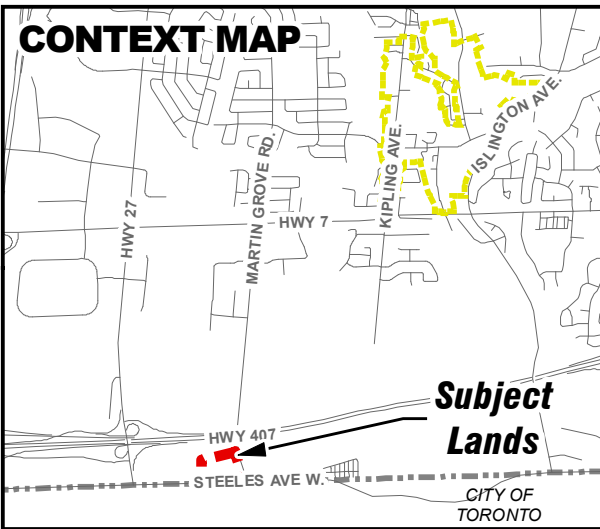 CONTEXT MAP
ISLINGTON AVE.
KIPLING AVE.
MARTIN GROVE RD.
HWY 27
HWY 7
Subject
Lands
HWY 407
STEELES AVE W.
CITY OF
TORONTO